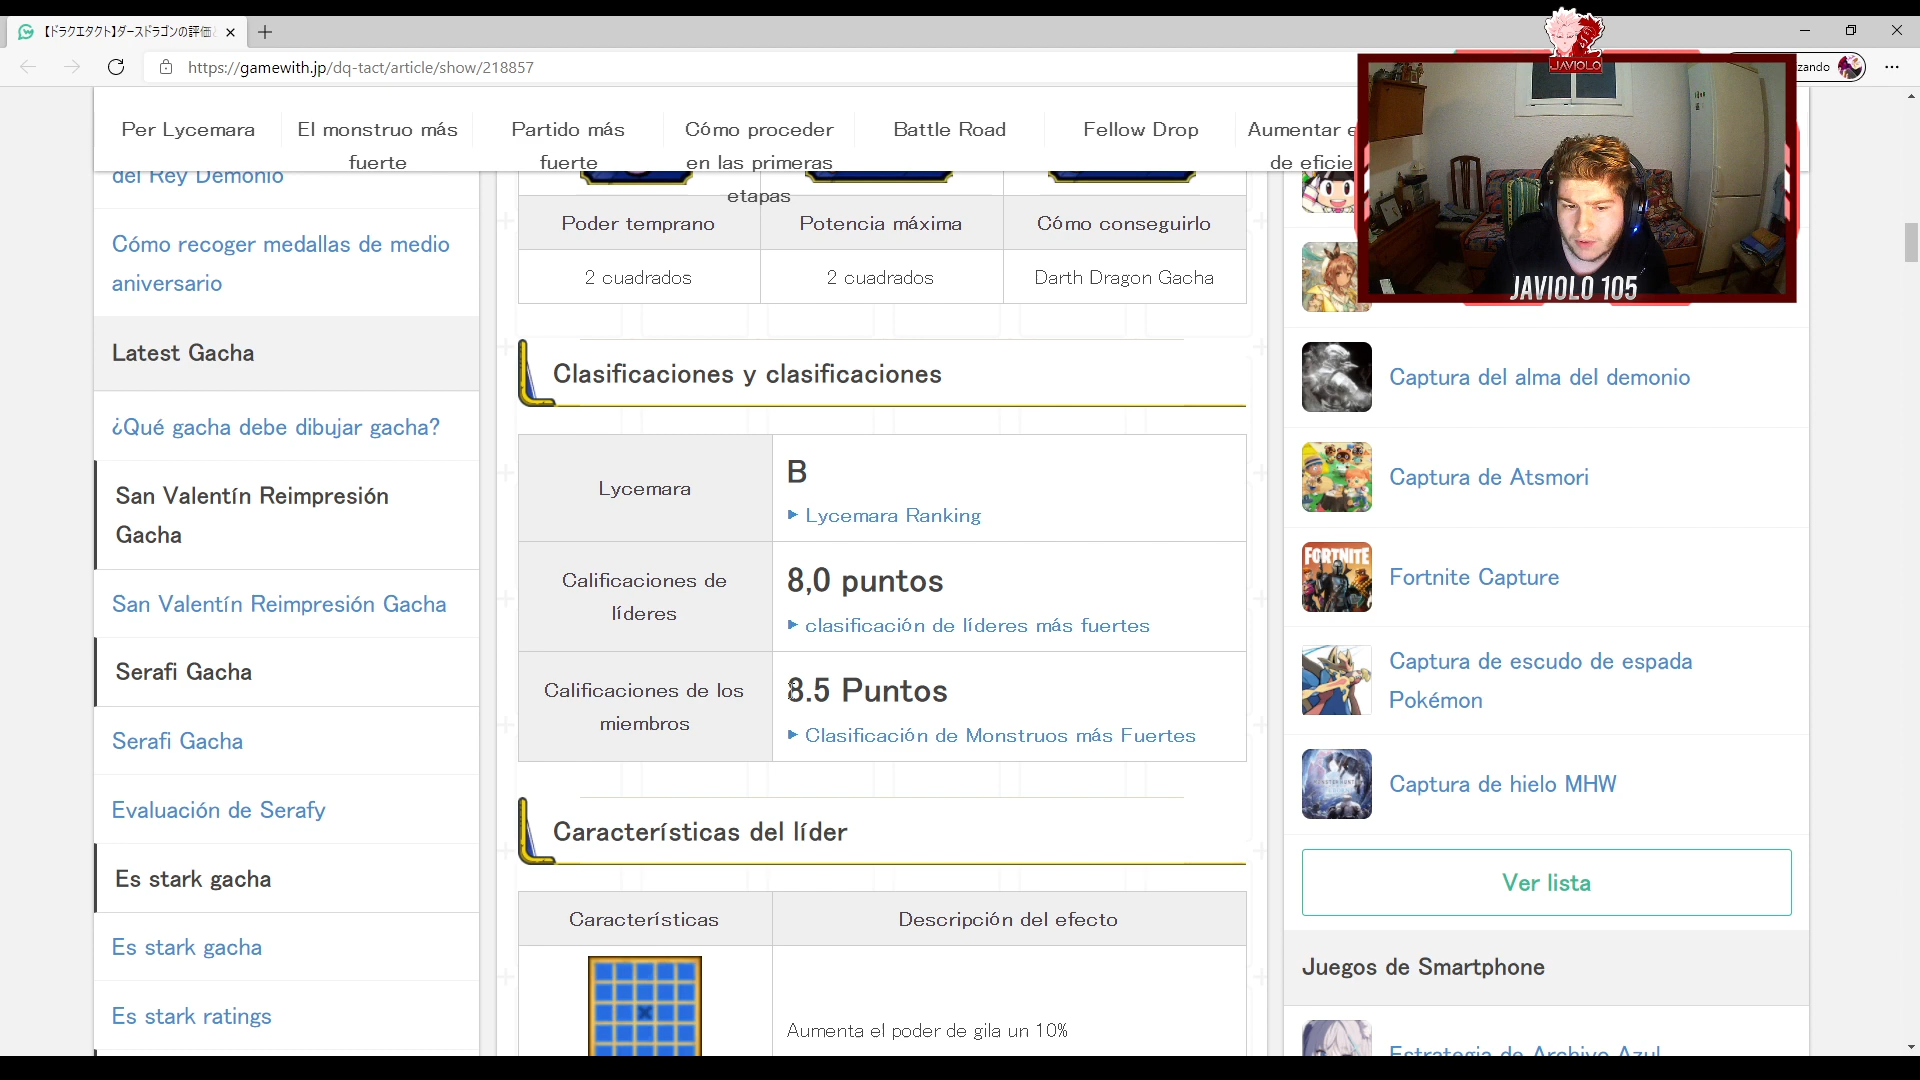 【ドラクエタクト】ダースドラゴンの評価
https://gamewith.jp/dq-tact/article/show/218857
zando
JAVIOLO
JAVIOLO 105
Per Lycemara
El monstruo más
fuerte
Partido más
fuerte
Cómo proceder
en las primeras
etapas
Battle Road
Fellow Drop
Aumentar e
de eficie
del Rey Demonio
Cómo recoger medallas de medio
aniversario
Latest Gacha
¿Qué gacha debe dibujar gacha?
San Valentín Reimpresión
Gacha
San Valentín Reimpresión Gacha
Serafi Gacha
Serafi Gacha
Evaluación de Serafy
Es stark gacha
Es stark gacha
Es stark ratings
Poder temprano
Potencia máxima
Cómo conseguirlo
2 cuadrados
2 cuadrados
Darth Dragon Gacha
Clasificaciones y clasificaciones
Lycemara
B
Lycemara Ranking
Calificaciones de
líderes
8,0 puntos
clasificación de líderes más fuertes
Calificaciones de los
miembros
8.5 Puntos
Clasificación de Monstruos más Fuertes
Características del líder
Características
Descripción del efecto
Aumenta el poder de gila un 10%
Captura del alma del demonio
Captura de Atsmori
FORTNITE
Fortnite Capture
Captura de escudo de espada
Pokémon
Captura de hielo MHW
Ver lista
Juegos de Smartphone
Estrategia de Archivo Azul